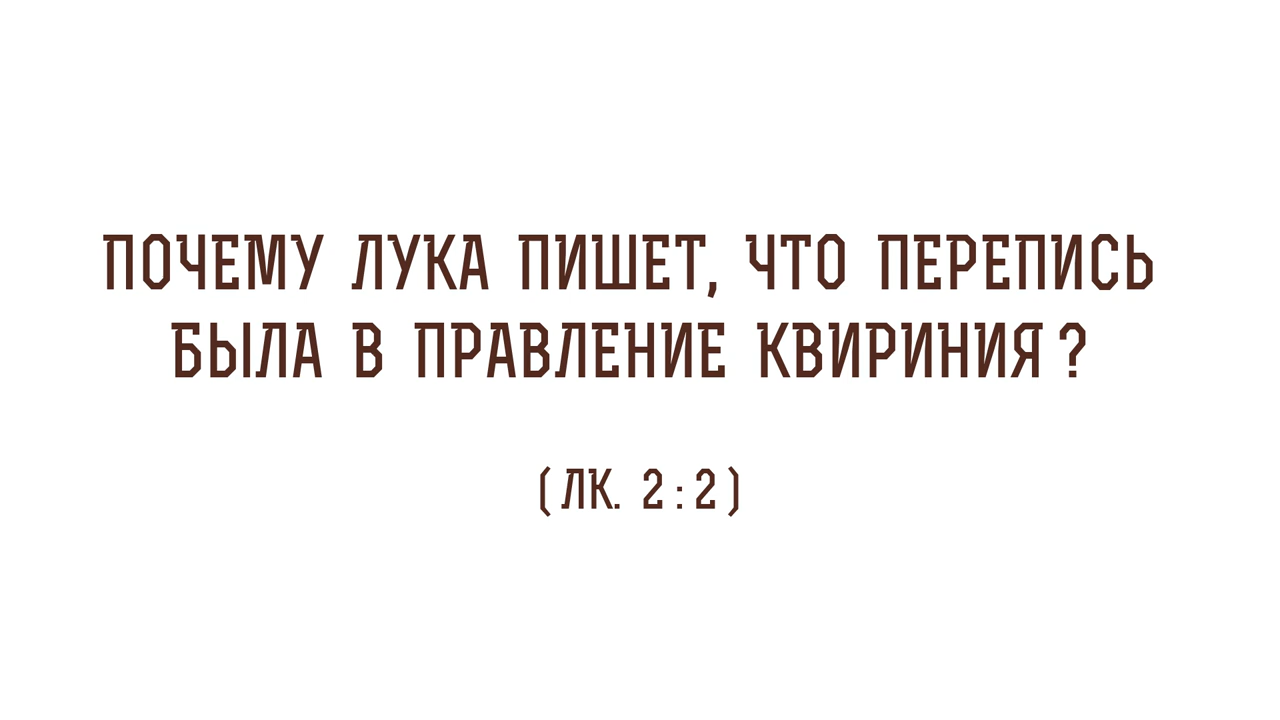 ПОЧЕМУ ЛУКА ПИШЕТ, ЧТО ПЕРЕПИСЬ
БЫЛА В ПРАВЛЕНИЕ КВИРИНИЯ?
(ЛК. 2:2)